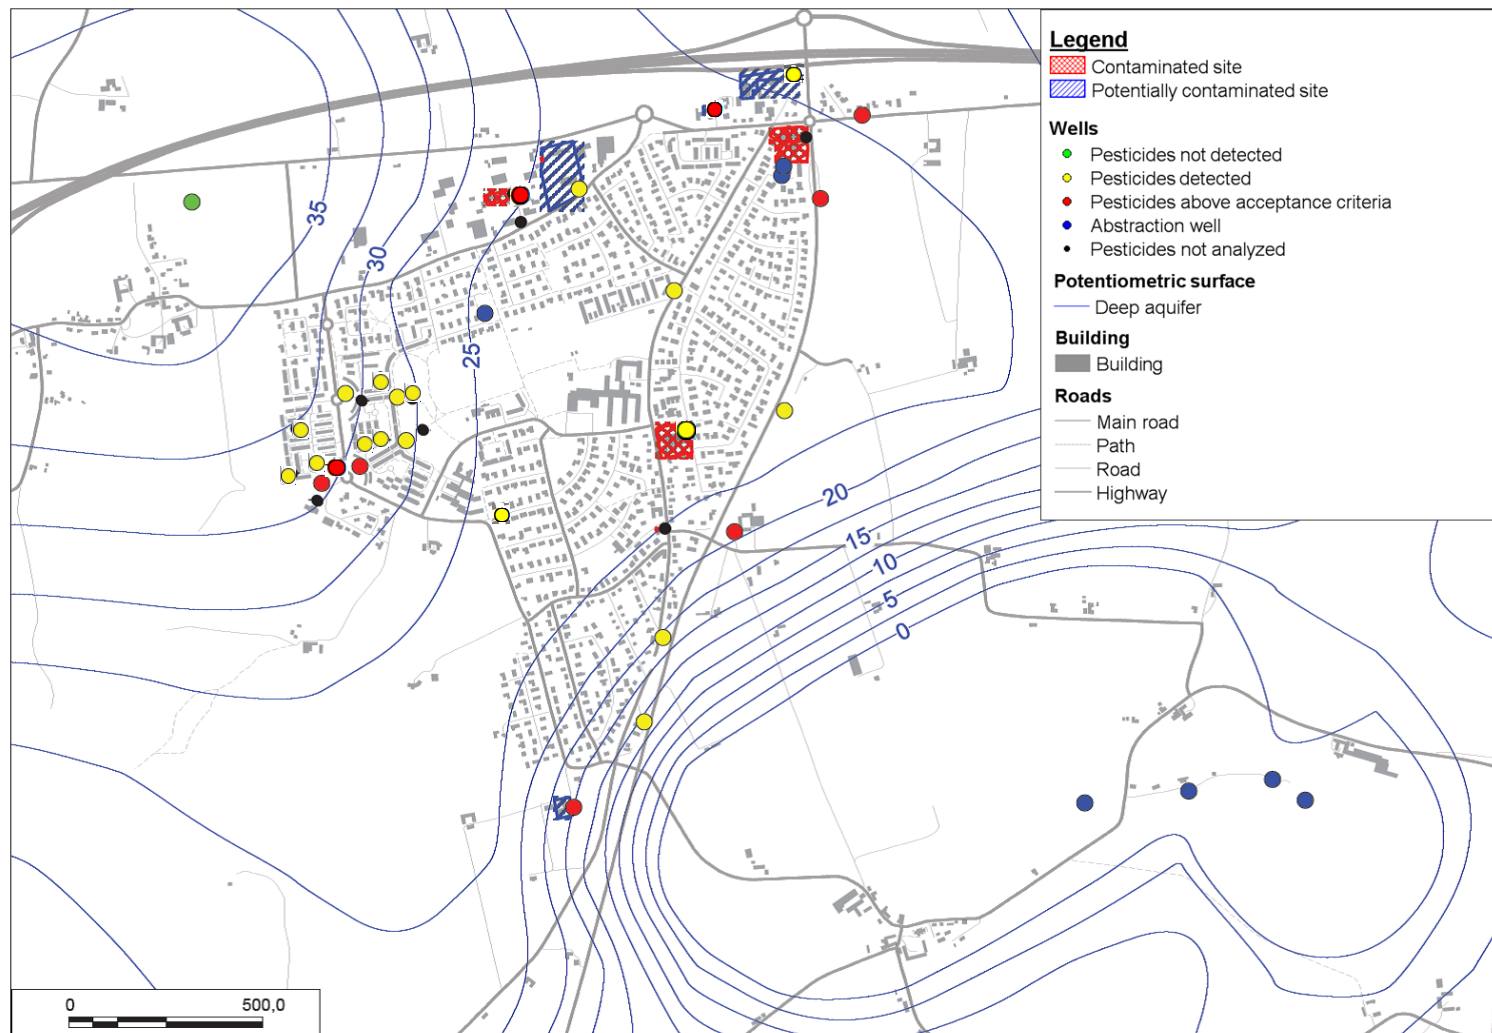 Legend
Contaminated site
Potentially contaminated site
Wells
Pesticides not detected
Pesticides detected
Pesticides above acceptance criteria
Abstraction well
Pesticides not analyzed
Potentiometric surface
Deep aquifer
Building
Building
Roads
Main road
Path
Road
Highway
35
30
25
20
15
10
5
0
0 500,0